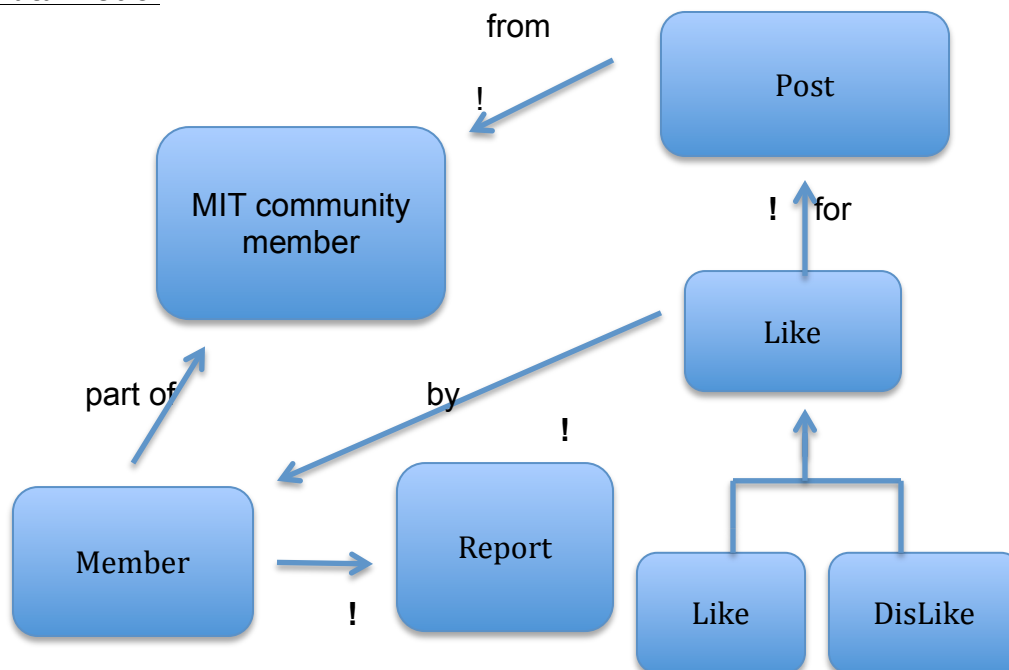 from
Post
!
MIT community
member
! for
Like
part of
by
!
Report
Member
!
Like
DisLike